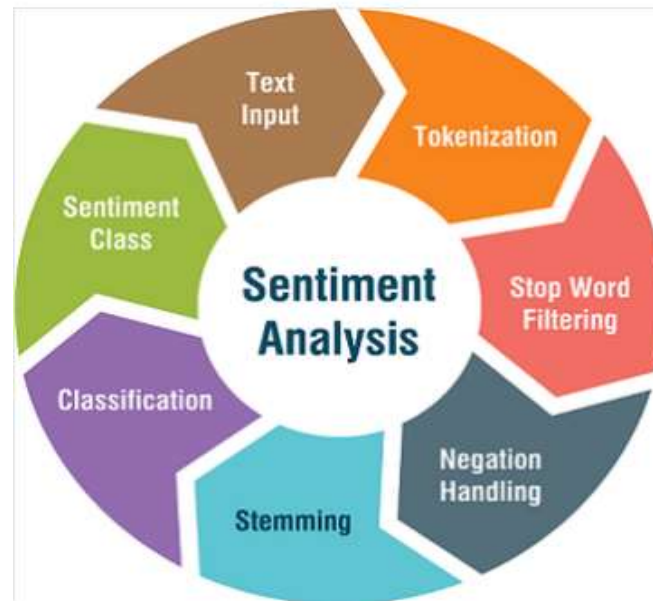 Text
Input
Tokenization
Stop Word
Filtering
Negation
Handling
Stemming
Classification
Sentiment
Class
Sentiment
Analysis